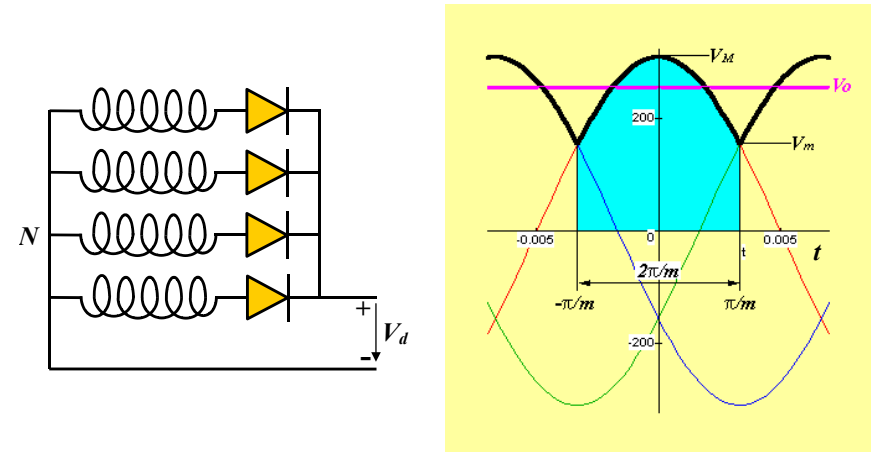 N
+
V_d
-
V_M
Vo
200
V_m
-0.005
0
0.005
t
t
2π/m
-π/m
π/m
-200